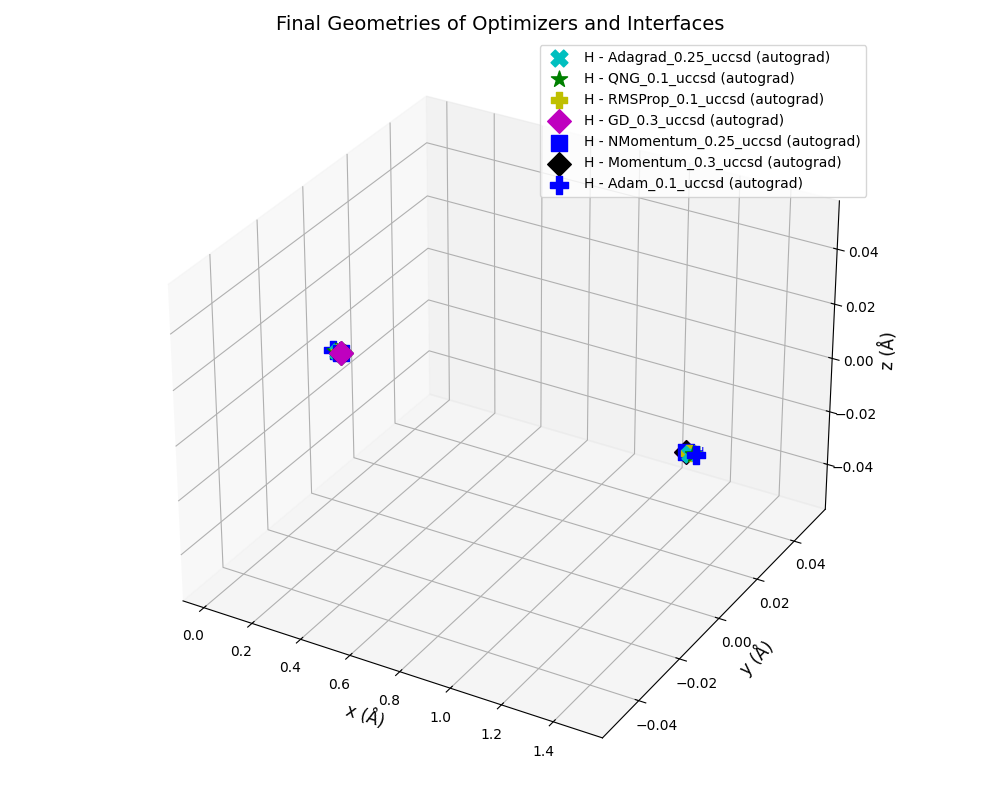 Final Geometries of Optimizers and Interfaces
H - Adagrad_0.25_uccsd (autograd)
H - QNG_0.1_uccsd (autograd)
H - RMSProp_0.1_uccsd (autograd)
H - GD_0.3_uccsd (autograd)
H - NMomentum_0.25_uccsd (autograd)
H - Momentum_0.3_uccsd (autograd)
H - Adam_0.1_uccsd (autograd)
0.04
0.02
0.00
−0.02
−0.04
z (Å)
0.04
0.02
0.00
−0.02
−0.04
y (Å)
0.0
0.2
0.4
0.6
0.8
1.0
1.2
1.4
x (Å)